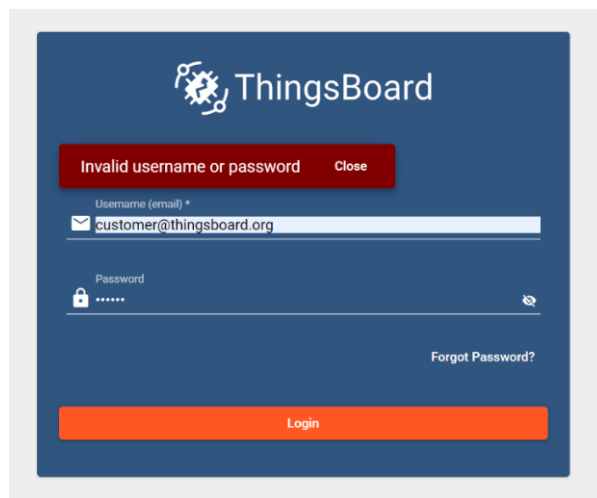 ThingsBoard
Invalid username or password Close
Username (email) *
customer@thingsboard.org
Password
••••••
Forgot Password?
Login